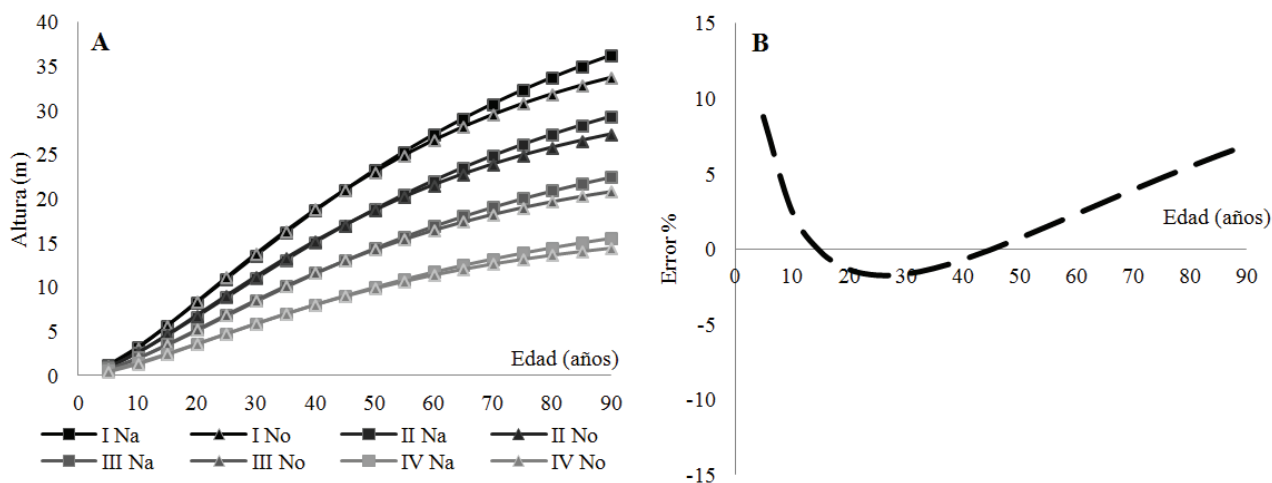 A
Altura (m)
40
35
30
25
20
15
10
5
0
Edad (años)
0 10 20 30 40 50 60 70 80 90
I Na I No II Na II No
III Na III No IV Na IV No
B
Error %
15
10
5
0
-5
-10
-15
Edad (años)
0 10 20 30 40 50 60 70 80 90